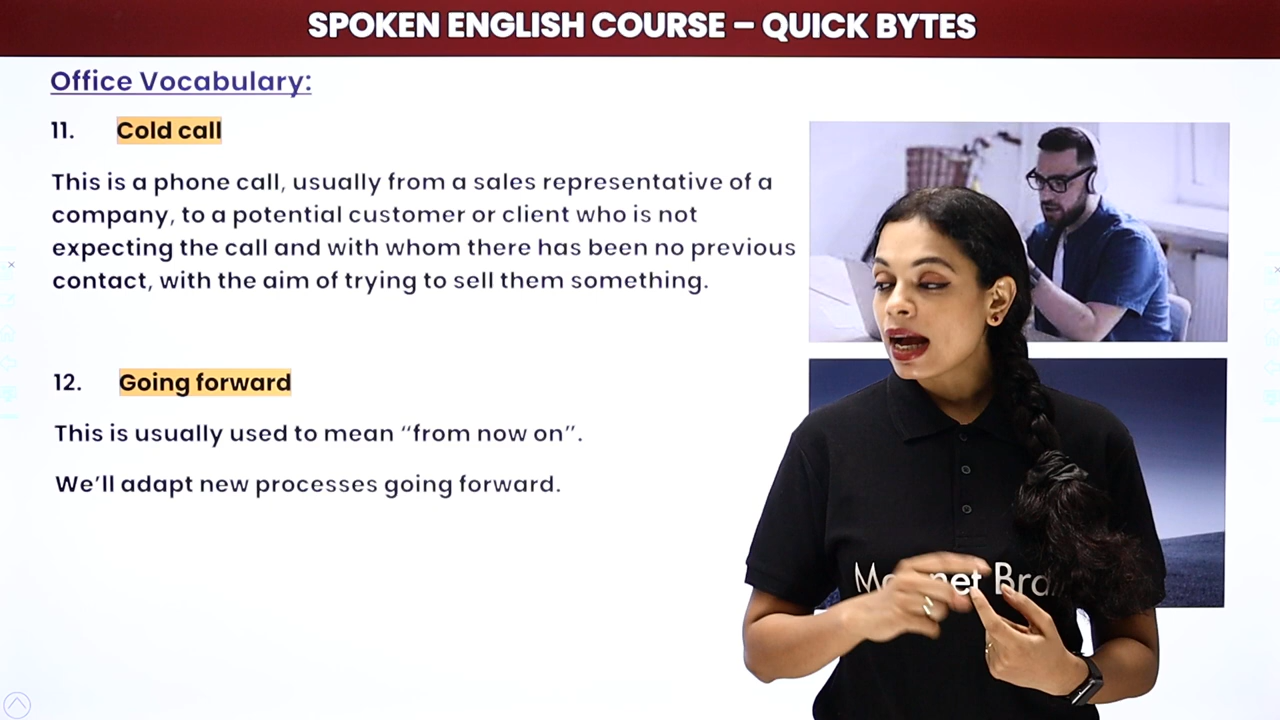 SPOKEN ENGLISH COURSE – QUICK BYTES
Office Vocabulary:
11. Cold call
This is a phone call, usually from a sales representative of a
company, to a potential customer or client who is not
expecting the call and with whom there has been no previous
contact, with the aim of trying to sell them something.
12. Going forward
This is usually used to mean “from now on”.
We’ll adapt new processes going forward.